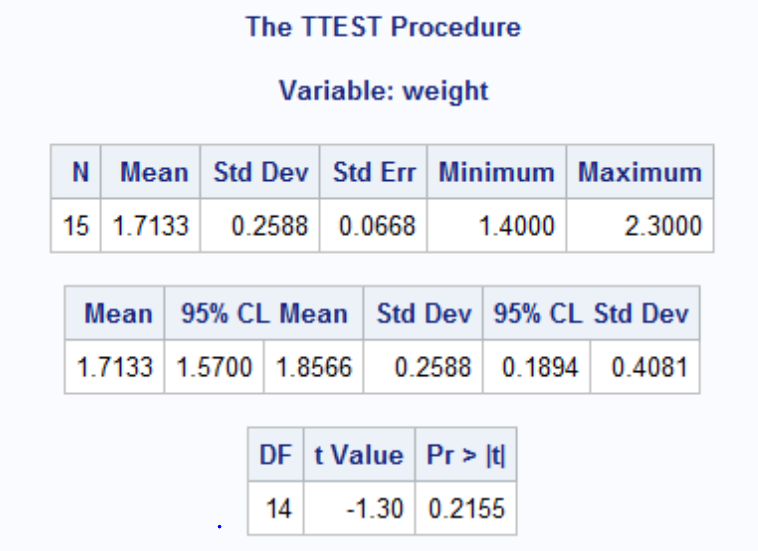 The TTEST Procedure
Variable: weight
N Mean Std Dev Std Err Minimum Maximum
15 1.7133 0.2588 0.0668 1.4000 2.3000
Mean 95% CL Mean Std Dev 95% CL Std Dev
1.7133 1.5700 1.8566 0.2588 0.1894 0.4081
DF t Value Pr > |t|
14 -1.30 0.2155